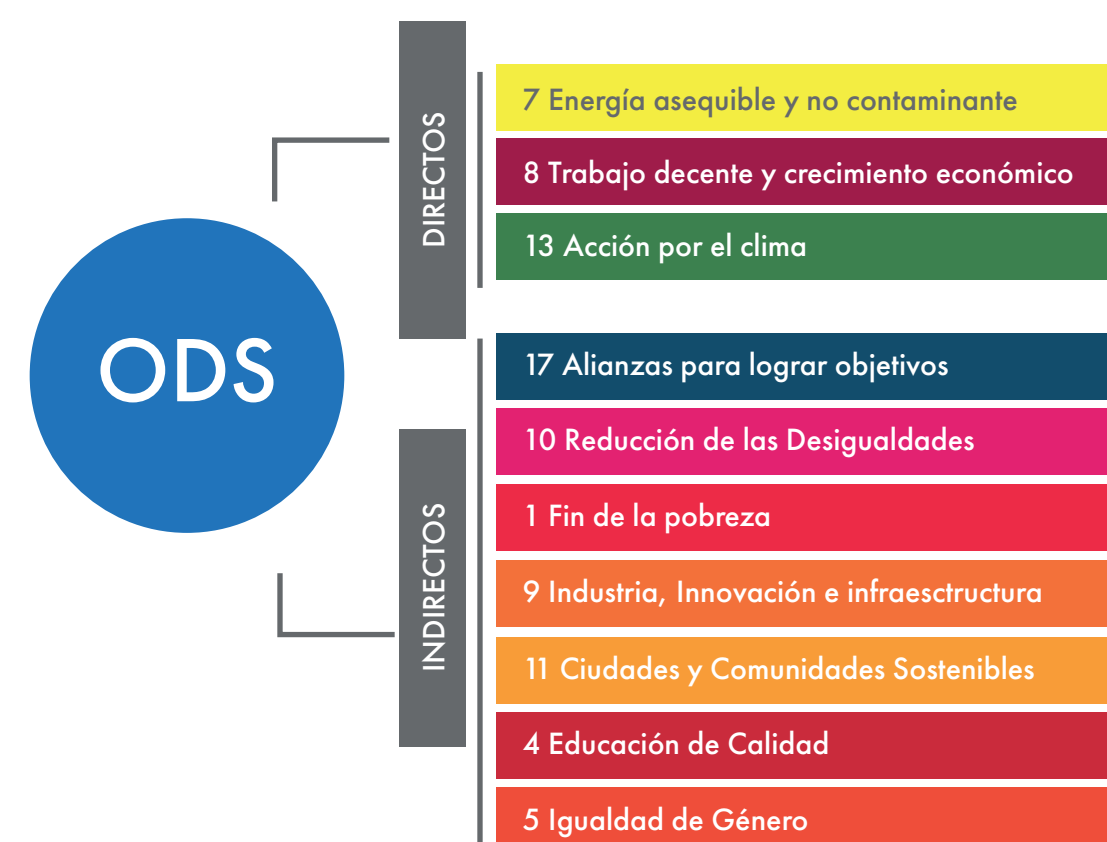 ODS
DIRECTOS
7 Energía asequible y no contaminante
8 Trabajo decente y crecimiento económico
13 Acción por el clima
INDIRECTOS
17 Alianzas para lograr objetivos
10 Reducción de las Desigualdades
1 Fin de la pobreza
9 Industria, Innovación e infraesctructura
11 Ciudades y Comunidades Sostenibles
4 Educación de Calidad
5 Igualdad de Género